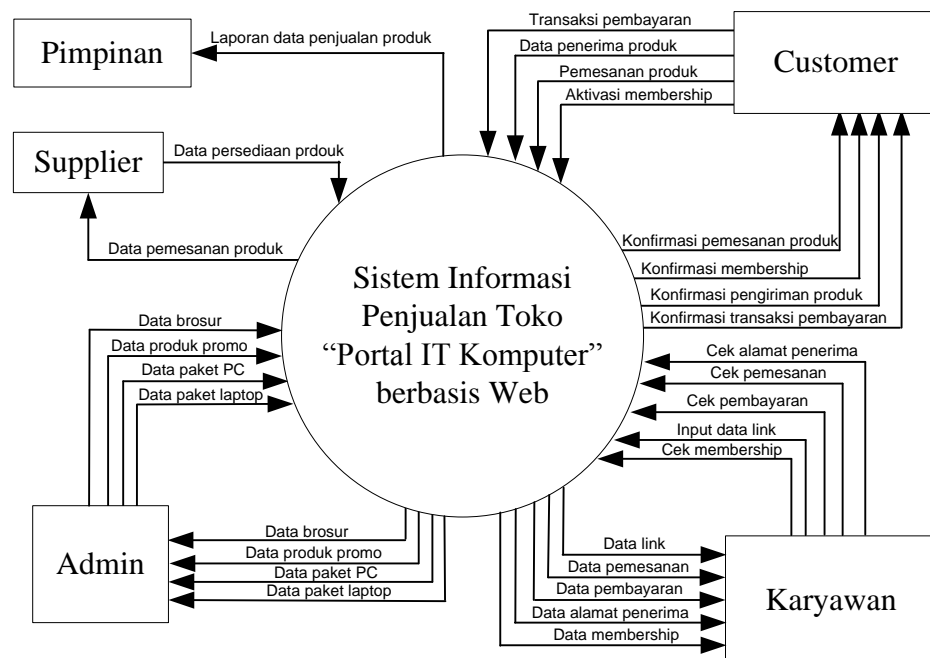 Pimpinan
Laporan data penjualan produk
Transaksi pembayaran
Data penerima produk
Pemesanan produk
Aktivasi membership
Customer
Supplier
Data persediaan prdouk
Data pemesanan produk
Konfirmasi pemesanan produk
Konfirmasi membership
Konfirmasi pengiriman produk
Konfirmasi transaksi pembayaran
Sistem Informasi
Penjualan Toko
“Portal IT Komputer”
berbasis Web
Data brosur
Data produk promo
Data paket PC
Data paket laptop
Cek alamat penerima
Cek pemesanan
Cek pembayaran
Input data link
Cek membership
Admin
Data brosur
Data produk promo
Data paket PC
Data paket laptop
Data link
Data pemesanan
Data pembayaran
Data alamat penerima
Data membership
Karyawan